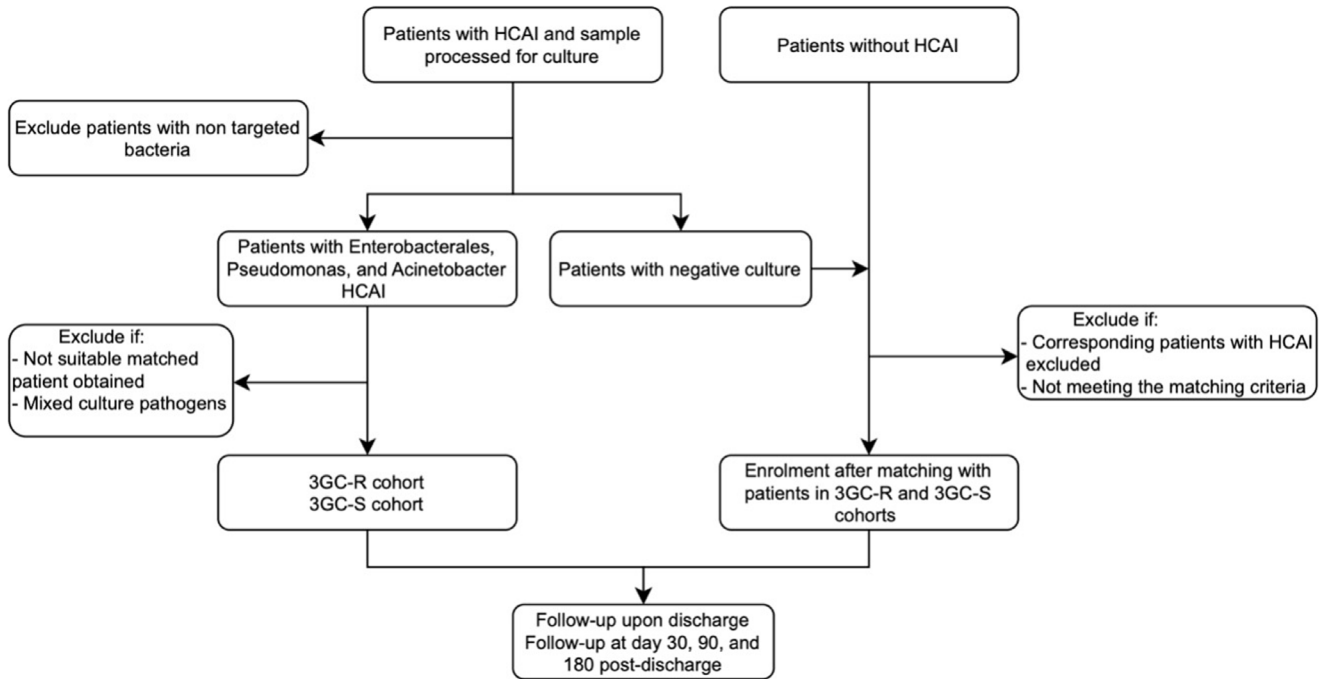 Patients with HCAI and sample
processed for culture
Patients without HCAI
Exclude patients with non targeted
bacteria
Patients with Enterobacterales,
Pseudomonas, and Acinetobacter
HCAI
Patients with negative culture
Exclude if:
- Not suitable matched
patient obtained
- Mixed culture pathogens
Exclude if:
- Corresponding patients with HCAI
excluded
- Not meeting the matching criteria
3GC-R cohort
3GC-S cohort
Enrolment after matching with
patients in 3GC-R and 3GC-S
cohorts
Follow-up upon discharge
Follow-up at day 30, 90, and
180 post-discharge